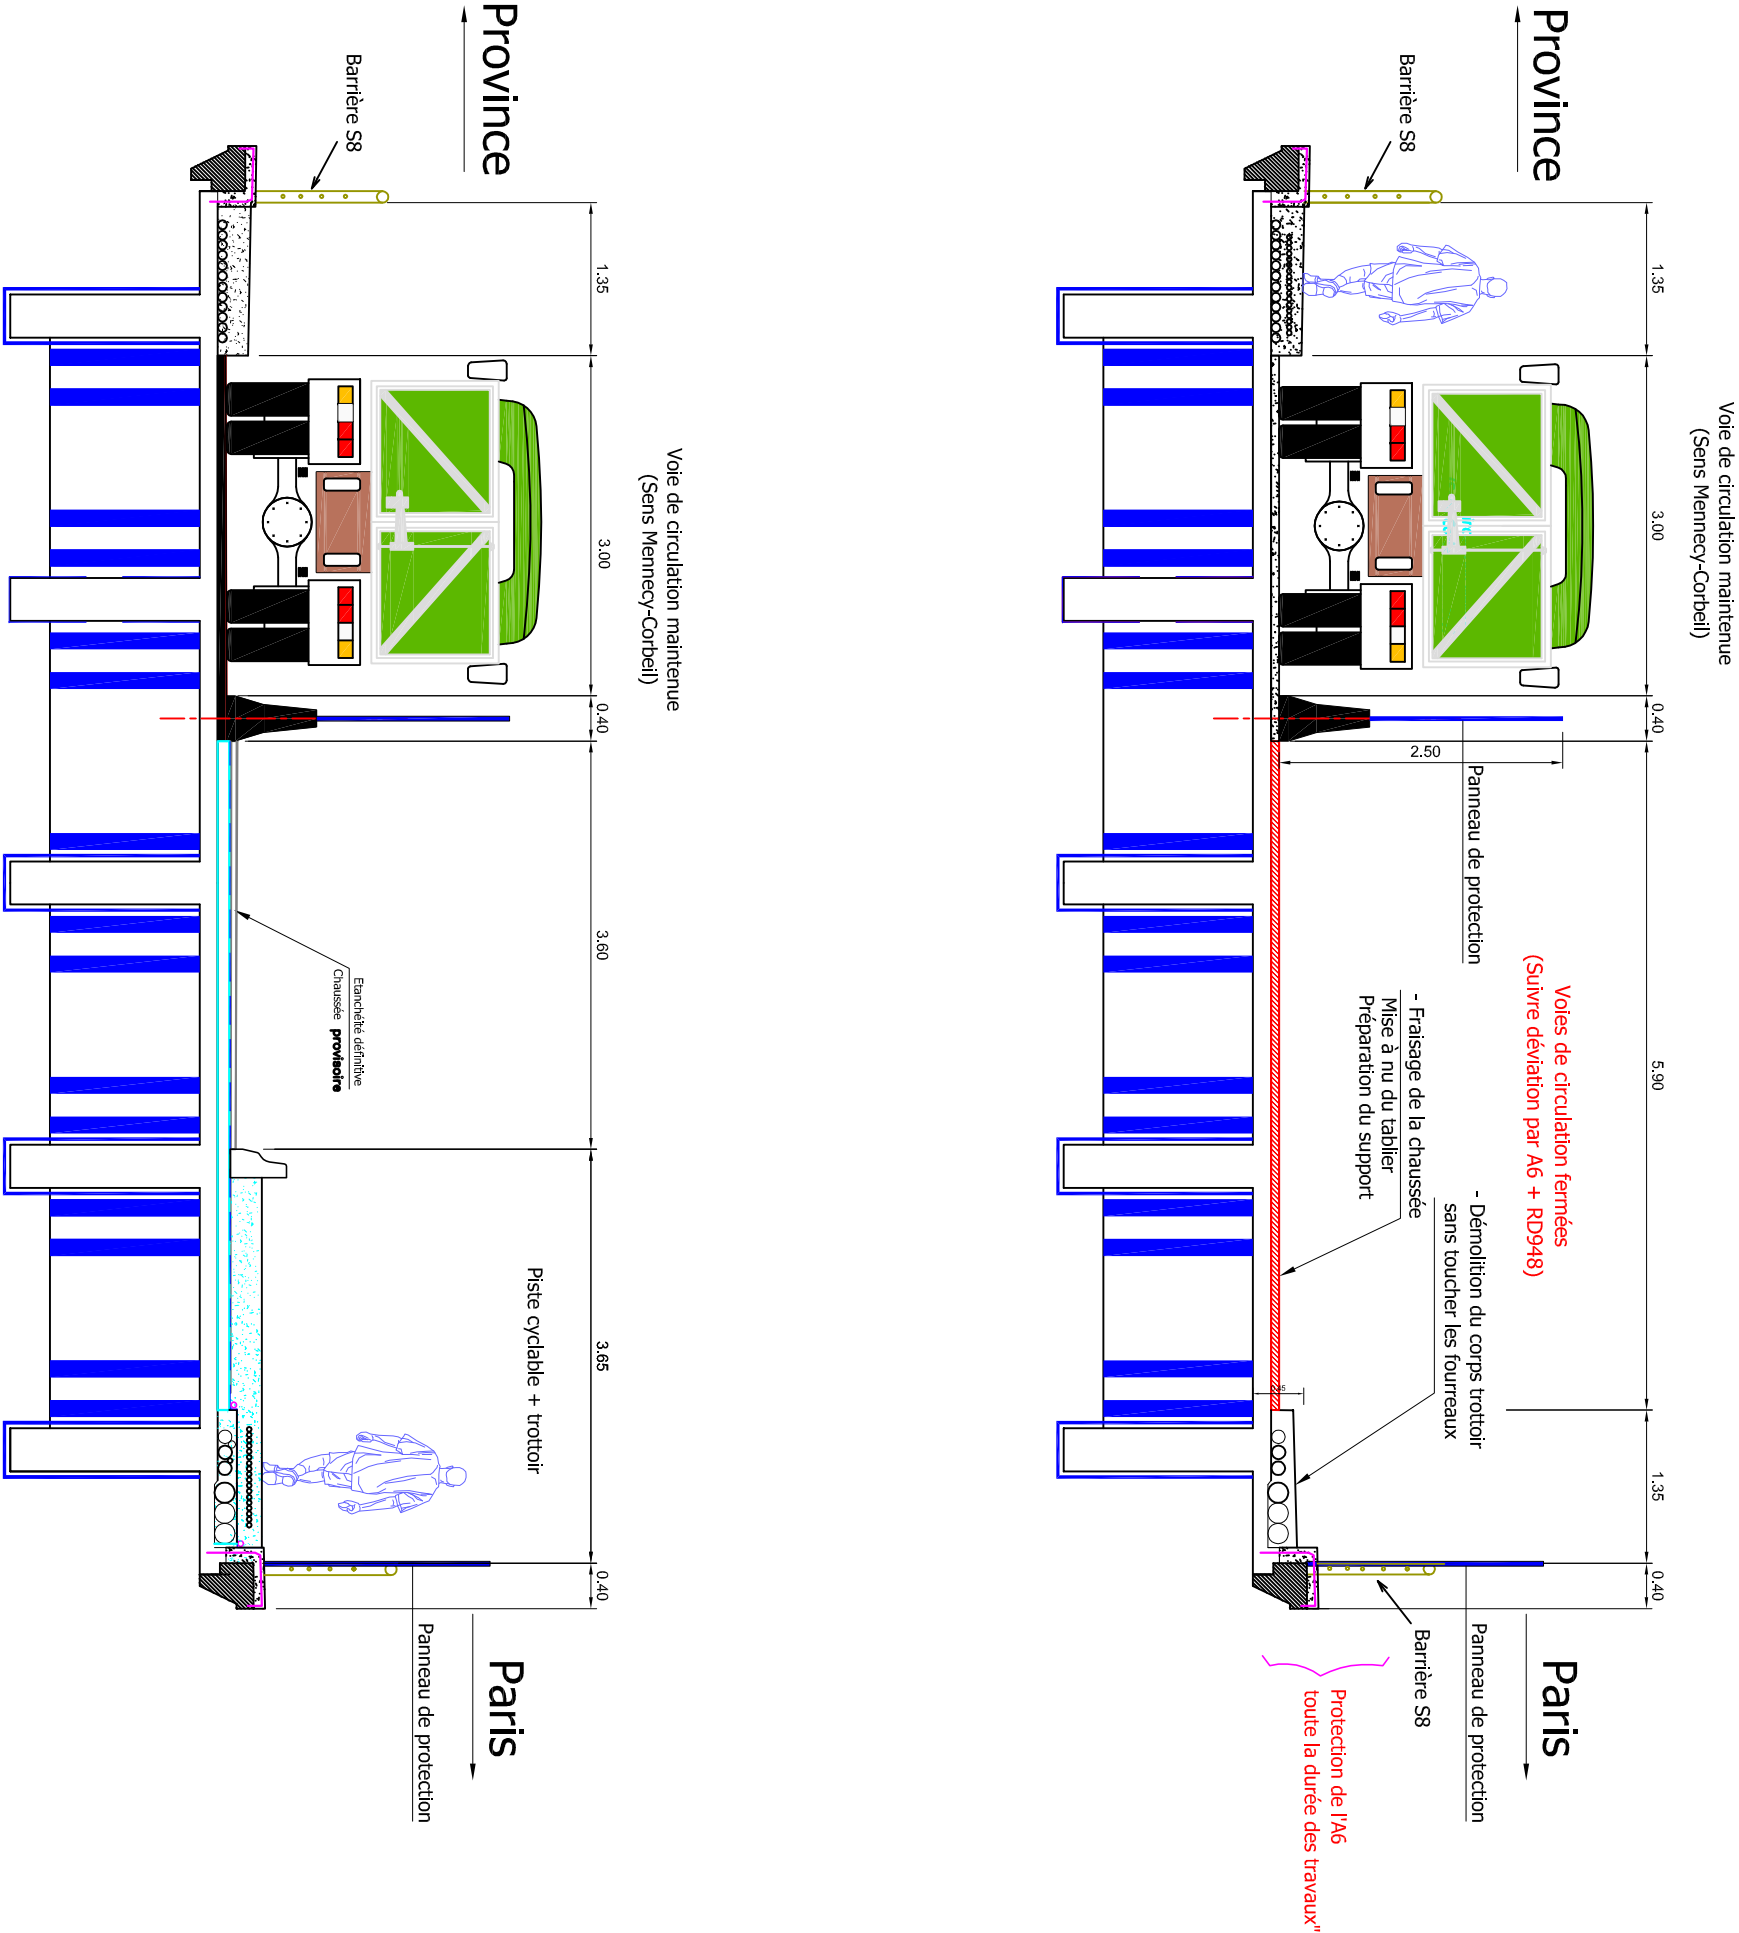 Province
Barrière S8
Voie de circulation maintenue
(Sens Mennecy-Corbeil)
1.35
3.00
0.40
5.90
1.35
0.40
2.50
Panneau de protection
Voies de circulation fermées
(Suivre déviation par A6 + RD948)
- Fraisage de la chaussée
Mise à nu du tablier
Préparation du support
- Démolition du corps trottoir
sans toucher les fourreaux
Paris
Panneau de protection
Barrière S8
Protection de l'A6
toute la durée des travaux"
Province
Barrière S8
Voie de circulation maintenue
(Sens Mennecy-Corbeil)
1.35
3.00
0.40
3.60
3.65
0.40
Etanchéité définitive
Chaussée provisoire
Piste cyclable + trottoir
Paris
Panneau de protection